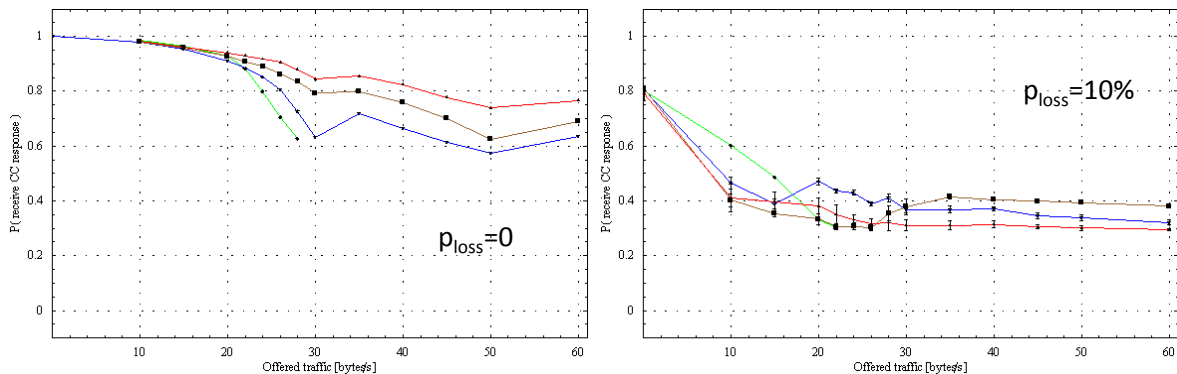 1
0.8
0.6
0.4
0.2
0
P( receive CC response )
10 20 30 40 50 60
Offered traffic [bytes/s]
p_loss=0
1
0.8
0.6
0.4
0.2
0
P( receive CC response )
10 20 30 40 50 60
Offered traffic [bytes/s]
p_loss=10%